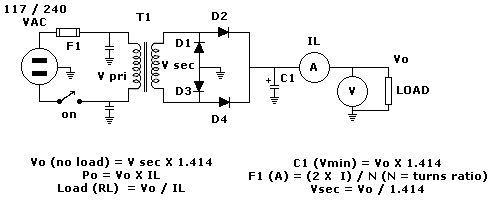 117 / 240
VAC
F1
T1
D2
IL
V pri
D1
V sec
A
Vo
D3
+
C1
V
LOAD
on
D4
Vo (no load) = V sec X 1.414
Po = Vo X IL
Load (RL) = Vo / IL
C1 (Vmin) = Vo X 1.414
F1 (A) = (2 X I) / N (N = turns ratio)
Vsec = Vo / 1.414